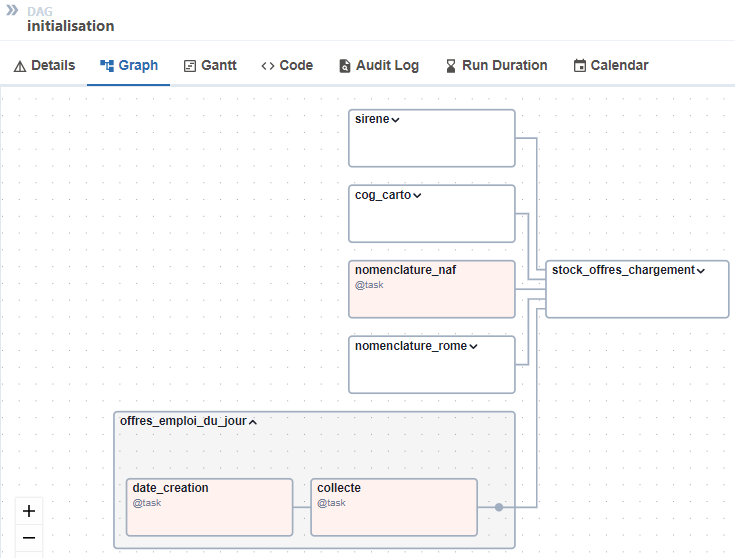 DAG
initialisation
Details
Graph
Gantt
Code
Audit Log
Run Duration
Calendar
sirene
cog_carto
nomenclature_naf
@task
stock_offres_chargement
nomenclature_rome
offres_emploi_du_jour
date_creation
@task
collecte
@task
+
−